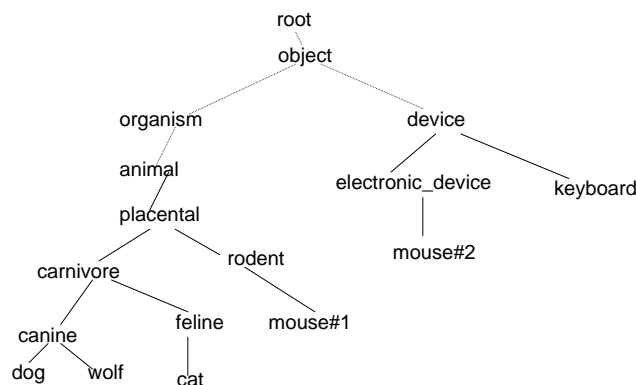 root
object
organism device
animal
electronic_device keyboard
placental
mouse#2
rodent
carnivore
feline mouse#1
canine
dog wolf cat